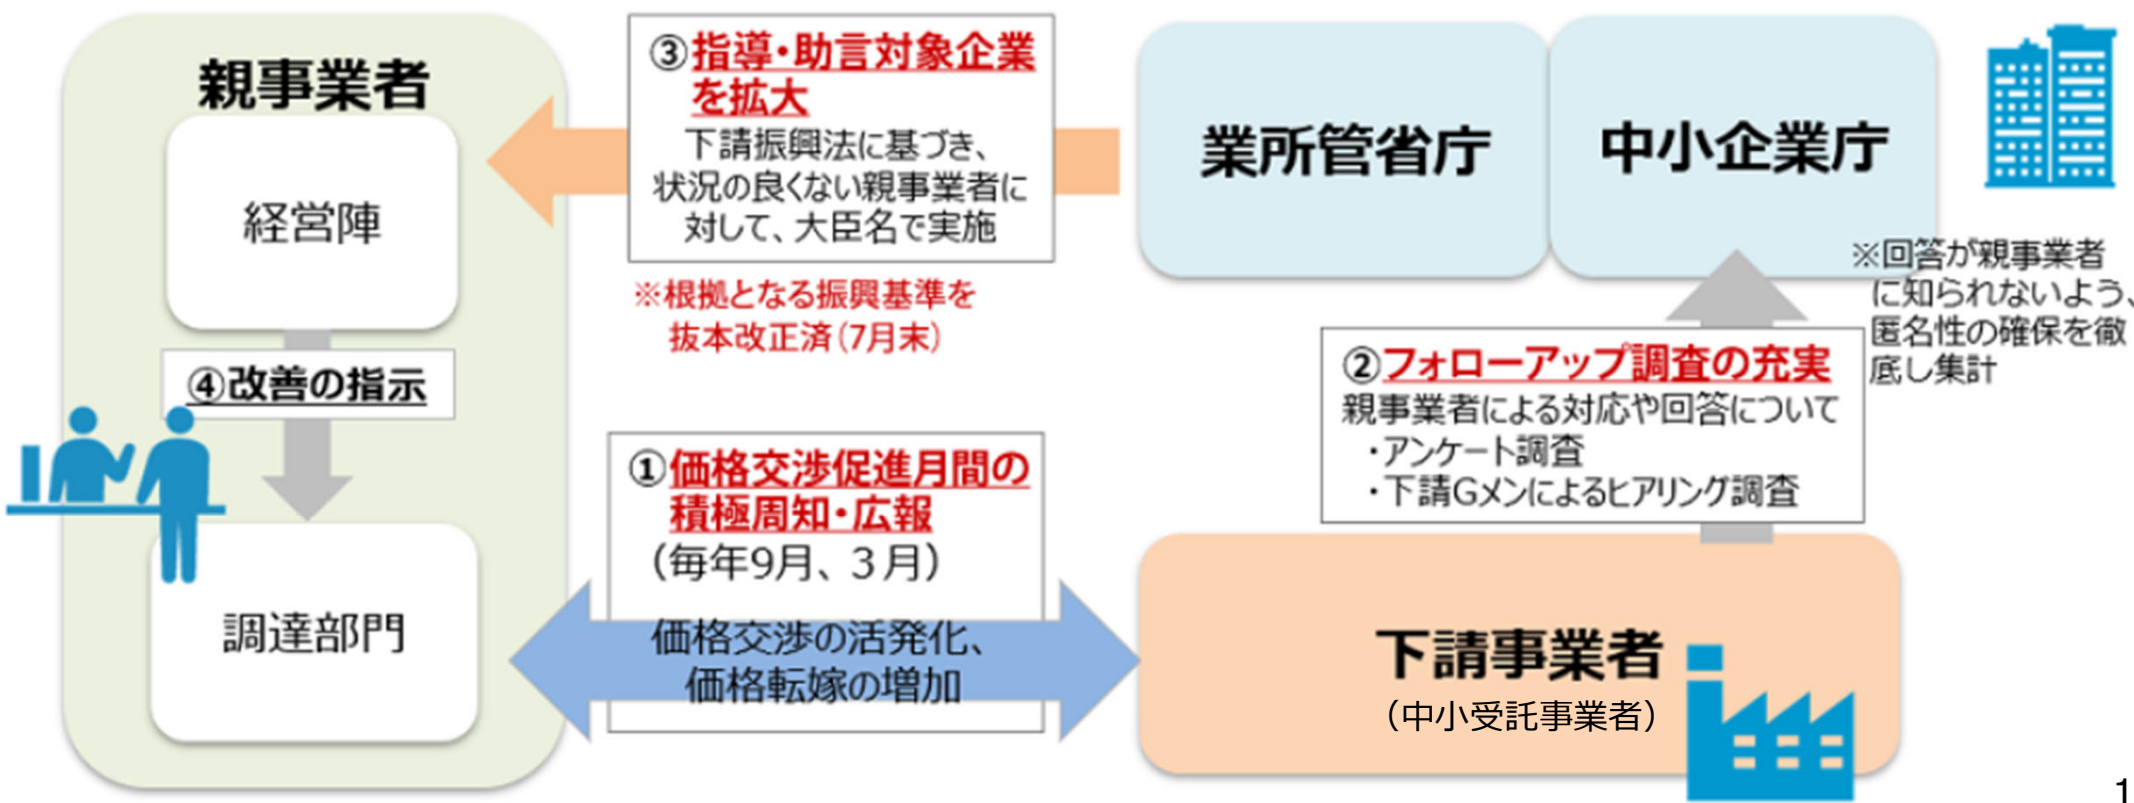 親事業者
経営陣
④改善の指示
調達部門
③指導・助言対象企業
を拡大
下請振興法に基づき、
状況の良くない親事業者に
対して、大臣名で実施
※根拠となる振興基準を
抜本改正済（7月末）
①価格交渉促進月間の
積極周知・広報
（毎年9月、３月）
価格交渉の活発化、
価格転嫁の増加
業所管省庁
中小企業庁
※回答が親事業者
に知られないよう、
匿名性の確保を徹
底し集計
②フォローアップ調査の充実
親事業者による対応や回答について
・アンケート調査
・下請Gメンによるヒアリング調査
下請事業者
（中小受託事業者）
1